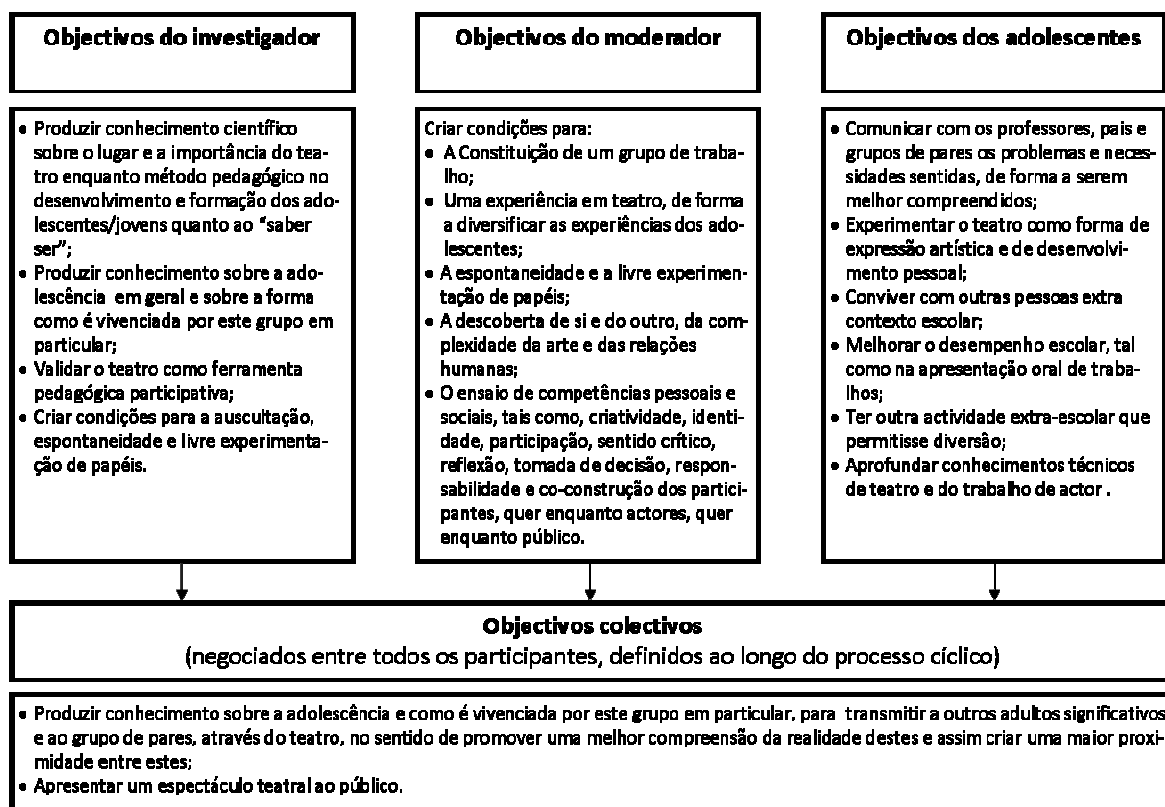 Objectivos do investigador
• Produzir conhecimento científico
sobre o lugar e a importância do tea-
tro enquanto método pedagógico no
desenvolvimento e formação dos ado-
lescentes/jovens quanto ao “saber
ser”;
• Produzir conhecimento sobre a ado-
lescência em geral e sobre a forma
como é vivenciada por este grupo em
particular;
• Validar o teatro como ferramenta
pedagógica participativa;
• Criar condições para a auscultação,
espontaneidade e livre experimenta-
ção de papéis.
Objectivos do moderador
Criar condições para:
• A Constituição de um grupo de traba-
lho;
• Uma experiência em teatro, de forma
a diversificar as experiências dos ado-
lescentes;
• A espontaneidade e a livre experimen-
tação de papéis;
• A descoberta de si e do outro, da com-
plexidade da arte e das relações
humanas;
• O ensaio de competências pessoais e
sociais, tais como, criatividade, identi-
dade, participação, sentido crítico,
reflexão, tomada de decisão, respon-
sabilidade e co-construção dos partici-
pantes, quer enquanto actores, quer
enquanto público.
Objectivos dos adolescentes
• Comunicar com os professores, pais e
grupos de pares os problemas e neces-
sidades sentidas, de forma a serem
melhor compreendidos;
• Experimentar o teatro como forma de
expressão artística e de desenvolvi-
mento pessoal;
• Conviver com outras pessoas extra
contexto escolar;
• Melhorar o desempenho escolar, tal
como na apresentação oral de traba-
lhos;
• Ter outra actividade extra-escolar que
permitisse diversão;
• Aprofundar conhecimentos técnicos
de teatro e do trabalho de actor .
Objectivos colectivos
(negociados entre todos os participantes, definidos ao longo do processo cíclico)
• Produzir conhecimento sobre a adolescência e como é vivenciada por este grupo em particular, para transmitir a outros adultos significativos
e ao grupo de pares, através do teatro, no sentido de promover uma melhor compreensão da realidade destes e assim criar uma maior proxi-
midade entre estes;
• Apresentar um espectáculo teatral ao público.